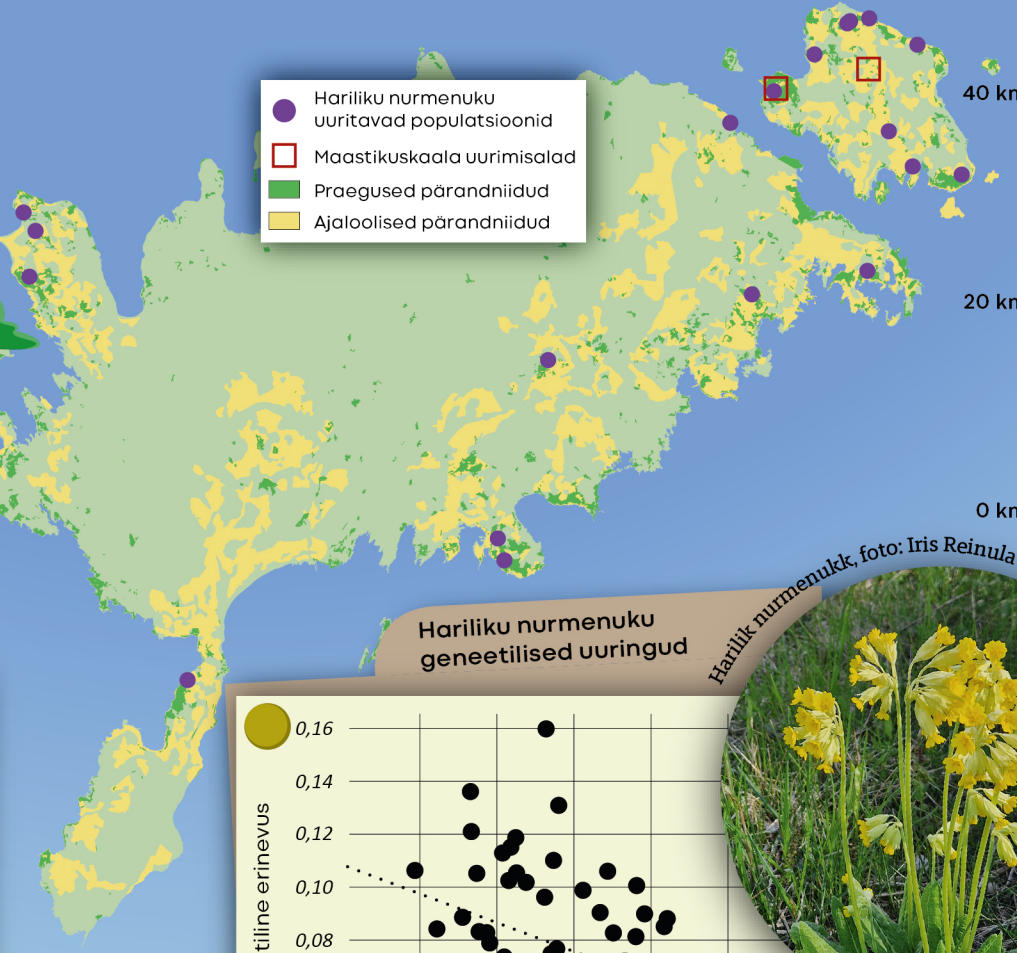 Hariliku nurmenuku
uuritavad populatsioonid
Maastikuskaala uurimisalad
Praegused pärandniidud
Ajaloolised pärandniidud
40 km
20 km
0 km
Harilik nurmenukk, foto: Iris Reinula
Hariliku nurmenuku
geneetilised uuringud
0,16
0,14
0,12
0,10
0,08
erinevus